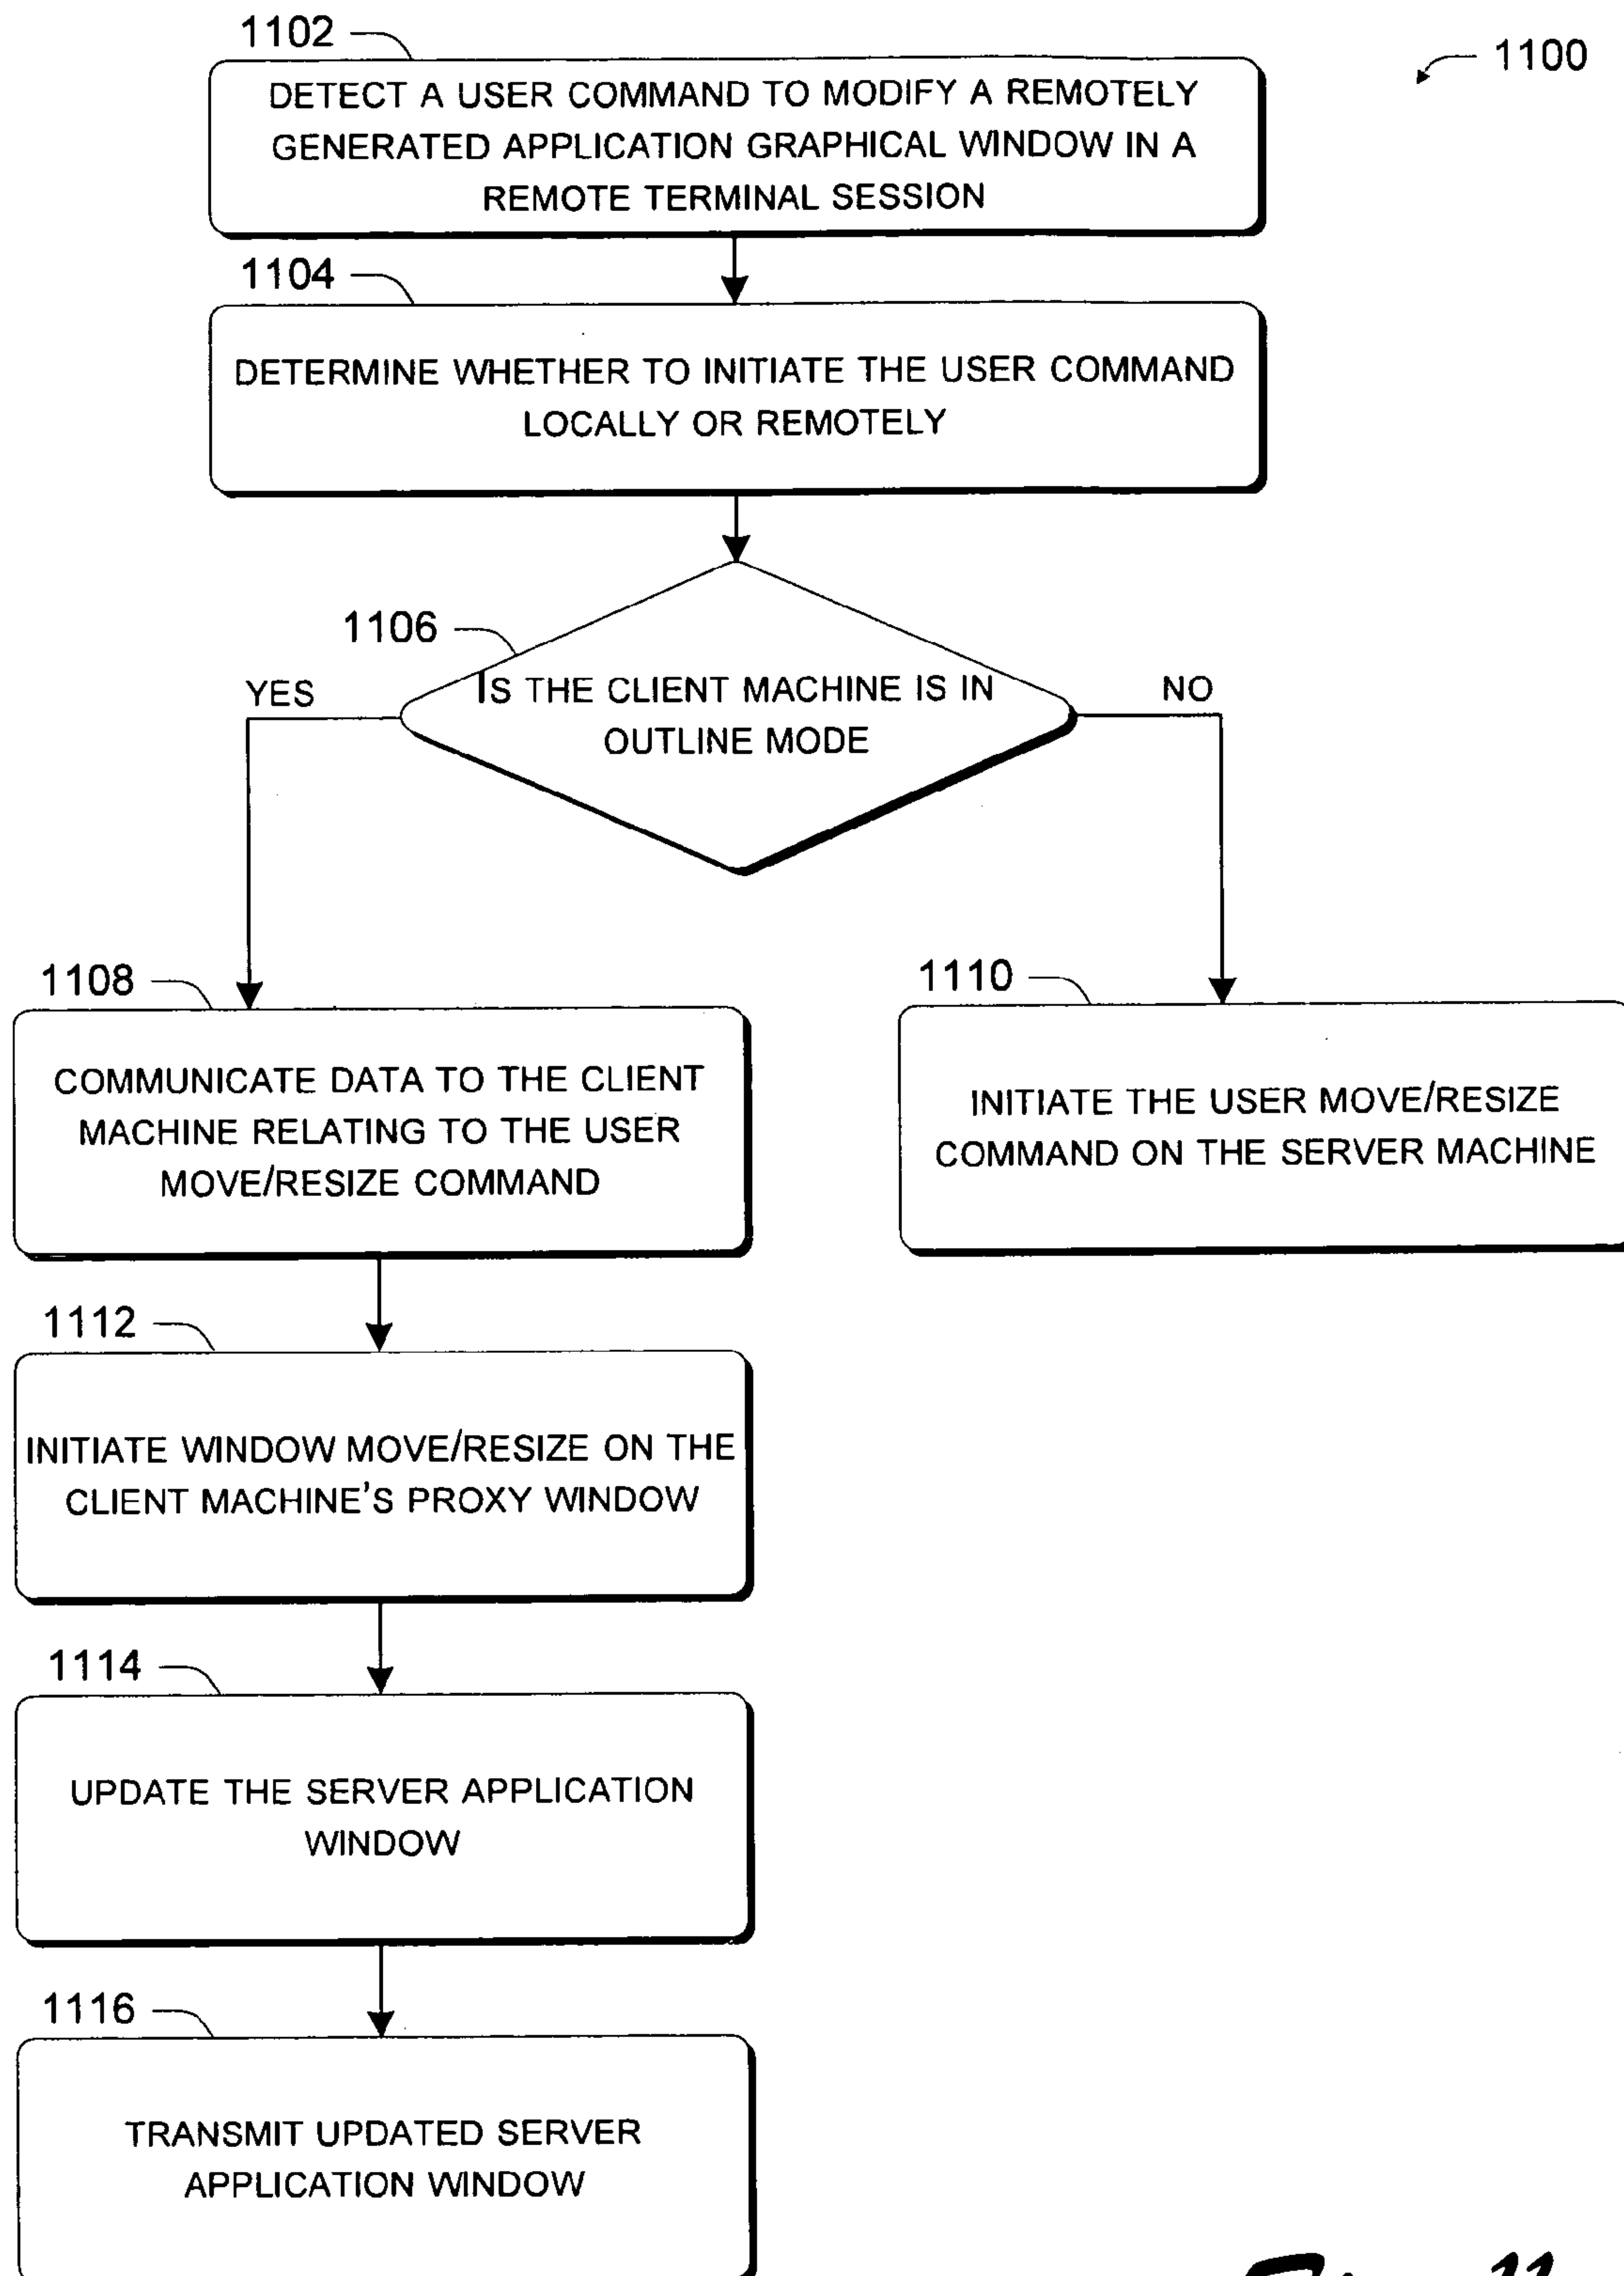 1102
1100
DETECT A USER COMMAND TO MODIFY A REMOTELY
GENERATED APPLICATION GRAPHICAL WINDOW IN A
REMOTE TERMINAL SESSION
1104
DETERMINE WHETHER TO INITIATE THE USER COMMAND
LOCALLY OR REMOTELY
1106
IS THE CLIENT MACHINE IS IN
OUTLINE MODE
YES
NO
1108
COMMUNICATE DATA TO THE CLIENT
MACHINE RELATING TO THE USER
MOVE/RESIZE COMMAND
1110
INITIATE THE USER MOVE/RESIZE
COMMAND ON THE SERVER MACHINE
1112
INITIATE WINDOW MOVE/RESIZE ON THE
CLIENT MACHINE'S PROXY WINDOW
1114
UPDATE THE SERVER APPLICATION
WINDOW
1116
TRANSMIT UPDATED SERVER
APPLICATION WINDOW